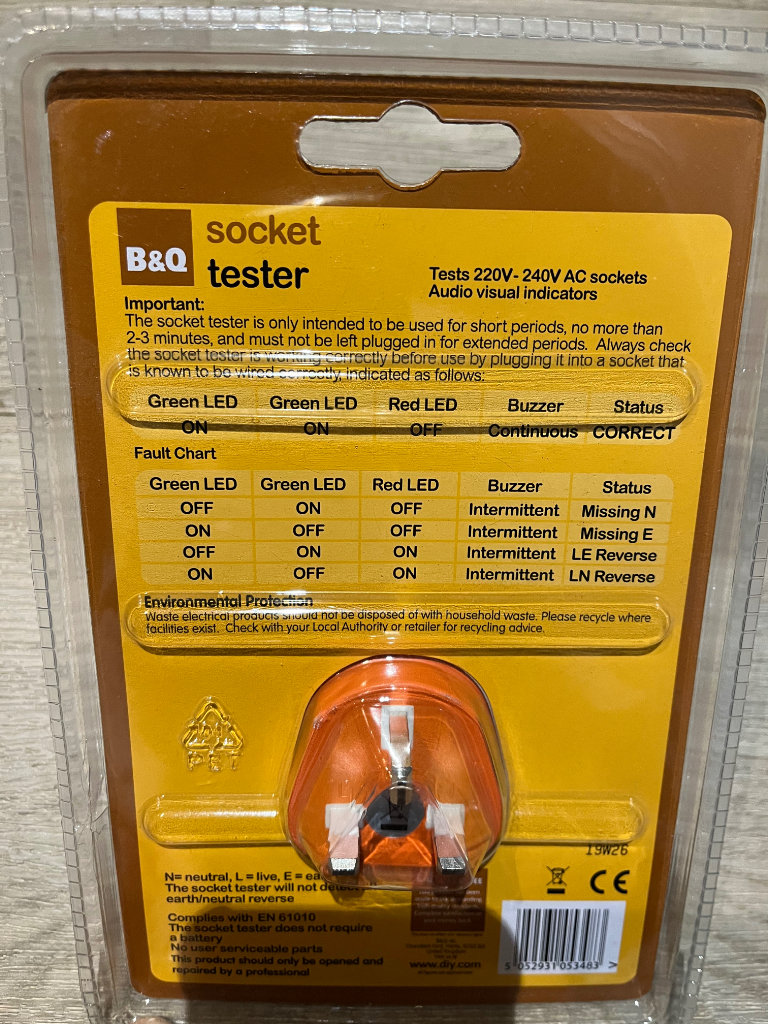 B&Q
socket
tester
Tests 220V-240V AC sockets
Audio visual indicators
Important:
The socket tester is only intended to be used for short periods, no more than
2-3 minutes, and must not be left plugged in for extended periods. Always check
the socket tester is working correctly before use by plugging it into a socket that
is known to be wired correctly, indicated as follows:
Green LED Green LED Red LED Buzzer Status
ON ON OFF Continuous CORRECT
Fault Chart
Green LED Green LED Red LED Buzzer Status
OFF ON OFF Intermittent Missing N
ON OFF OFF Intermittent Missing E
OFF ON ON Intermittent LE Reverse
ON OFF ON Intermittent LN Reverse
Environmental Protection
Waste electrical products should not be disposed of with household waste. Please recycle where
facilities exist. Check with your Local Authority or retailer for recycling advice.
PET
19W26
N= neutral, L = live, E = ea
The socket tester will not detect
earth/neutral reverse
Complies with EN 61010
The socket tester does not require
a battery
No user serviceable parts
This product should only be opened and
repaired by a professional
www.diy.com
CE
5 052931 053483 >